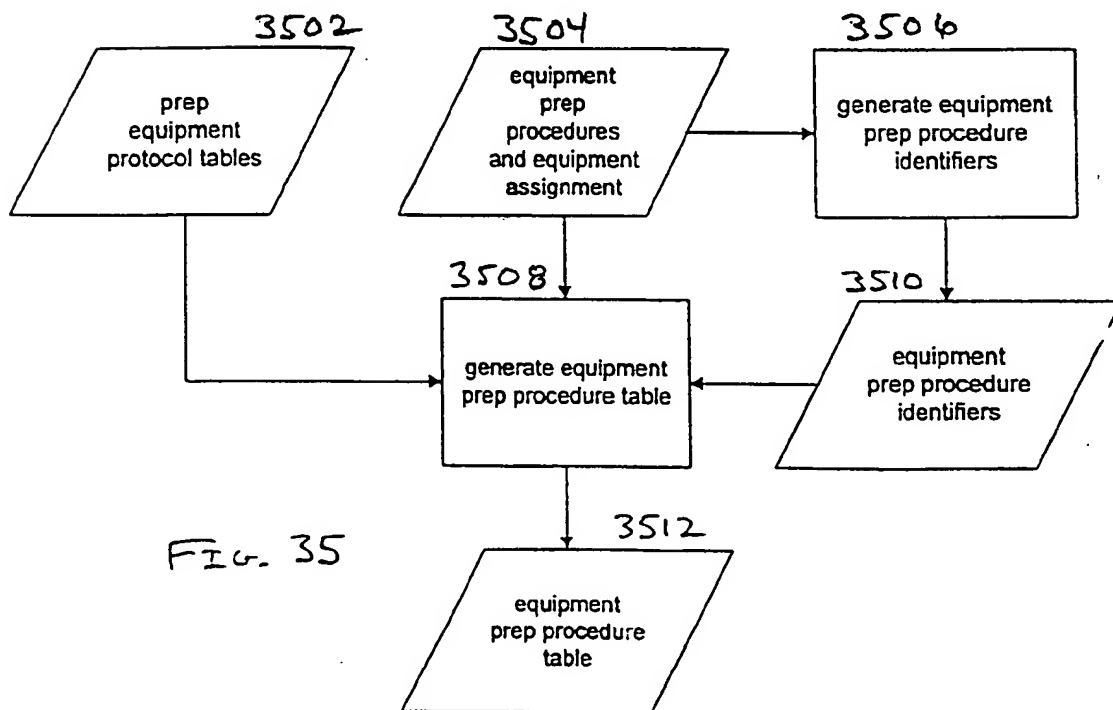 3502
prep
equipment
protocol tables
3504
equipment
prep
procedures
and equipment
assignment
3506
generate equipment
prep procedure
identifiers
3508
generate equipment
prep procedure table
3510
equipment
prep procedure
identifiers
FIG. 35
3512
equipment
prep procedure
table